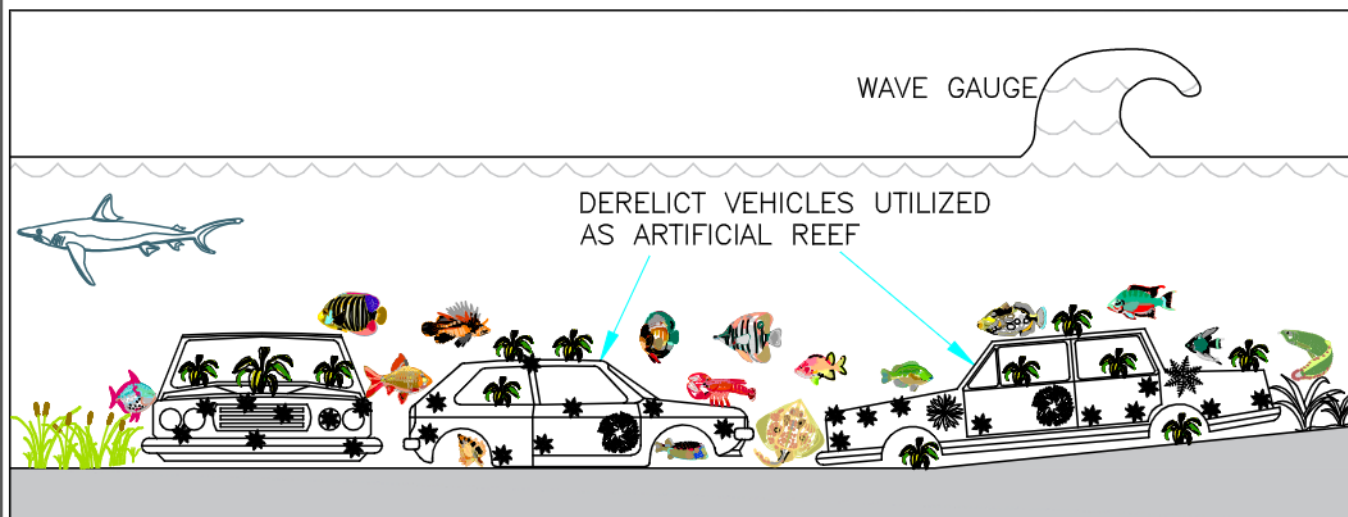 WAVE GAUGE
DERELICT VEHICLES UTILIZED
AS ARTIFICIAL REEF